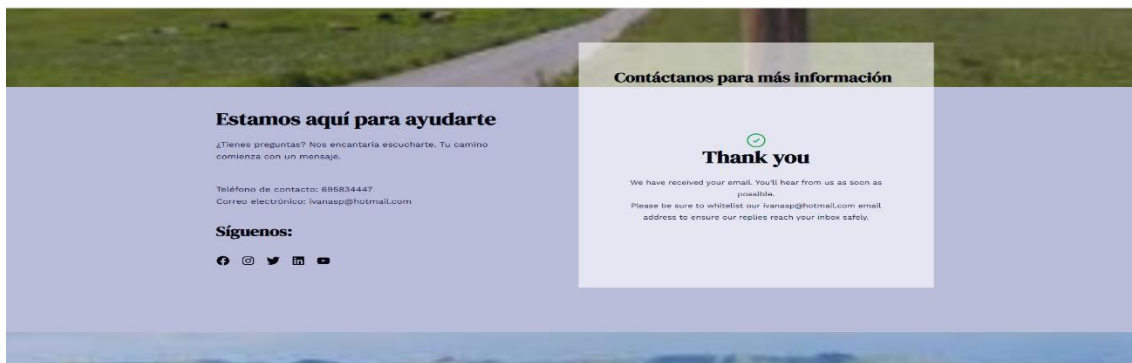 Estamos aquí para ayudarte
¿Tienes preguntas? Nos encantaría escucharte. Tu camino
comienza con un mensaje.
Teléfono de contacto: 695834447
Correo electrónico: ivanasp@hotmail.com
Síguenos:
Contáctanos para más información
Thank you
We have received your email. You'll hear from us as soon as
possible.
Please be sure to whitelist our ivanasp@hotmail.com email
address to ensure our replies reach your inbox safely.